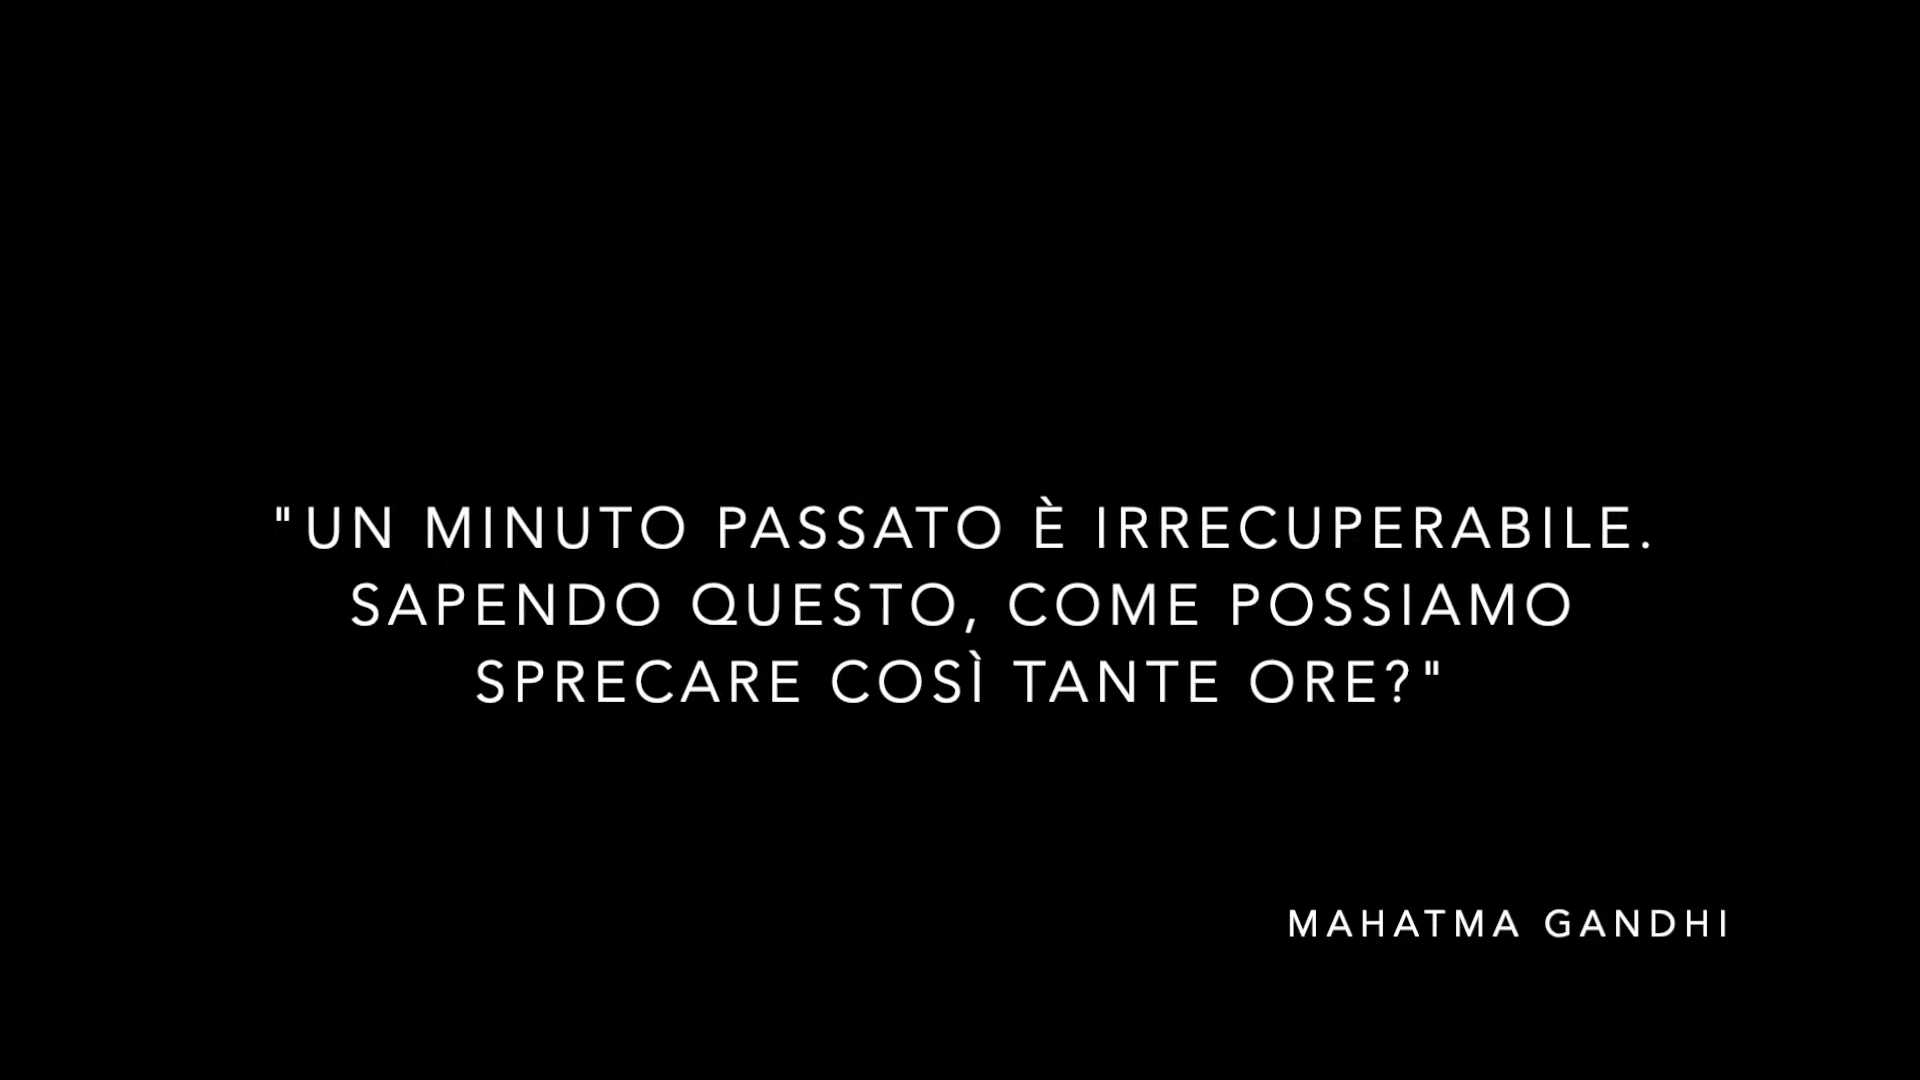 "UN MINUTO PASSATO È IRRECUPERABILE.
SAPENDO QUESTO, COME POSSIAMO
SPRECARE COSÌ TANTE ORE?"
MAHATMA GANDHI